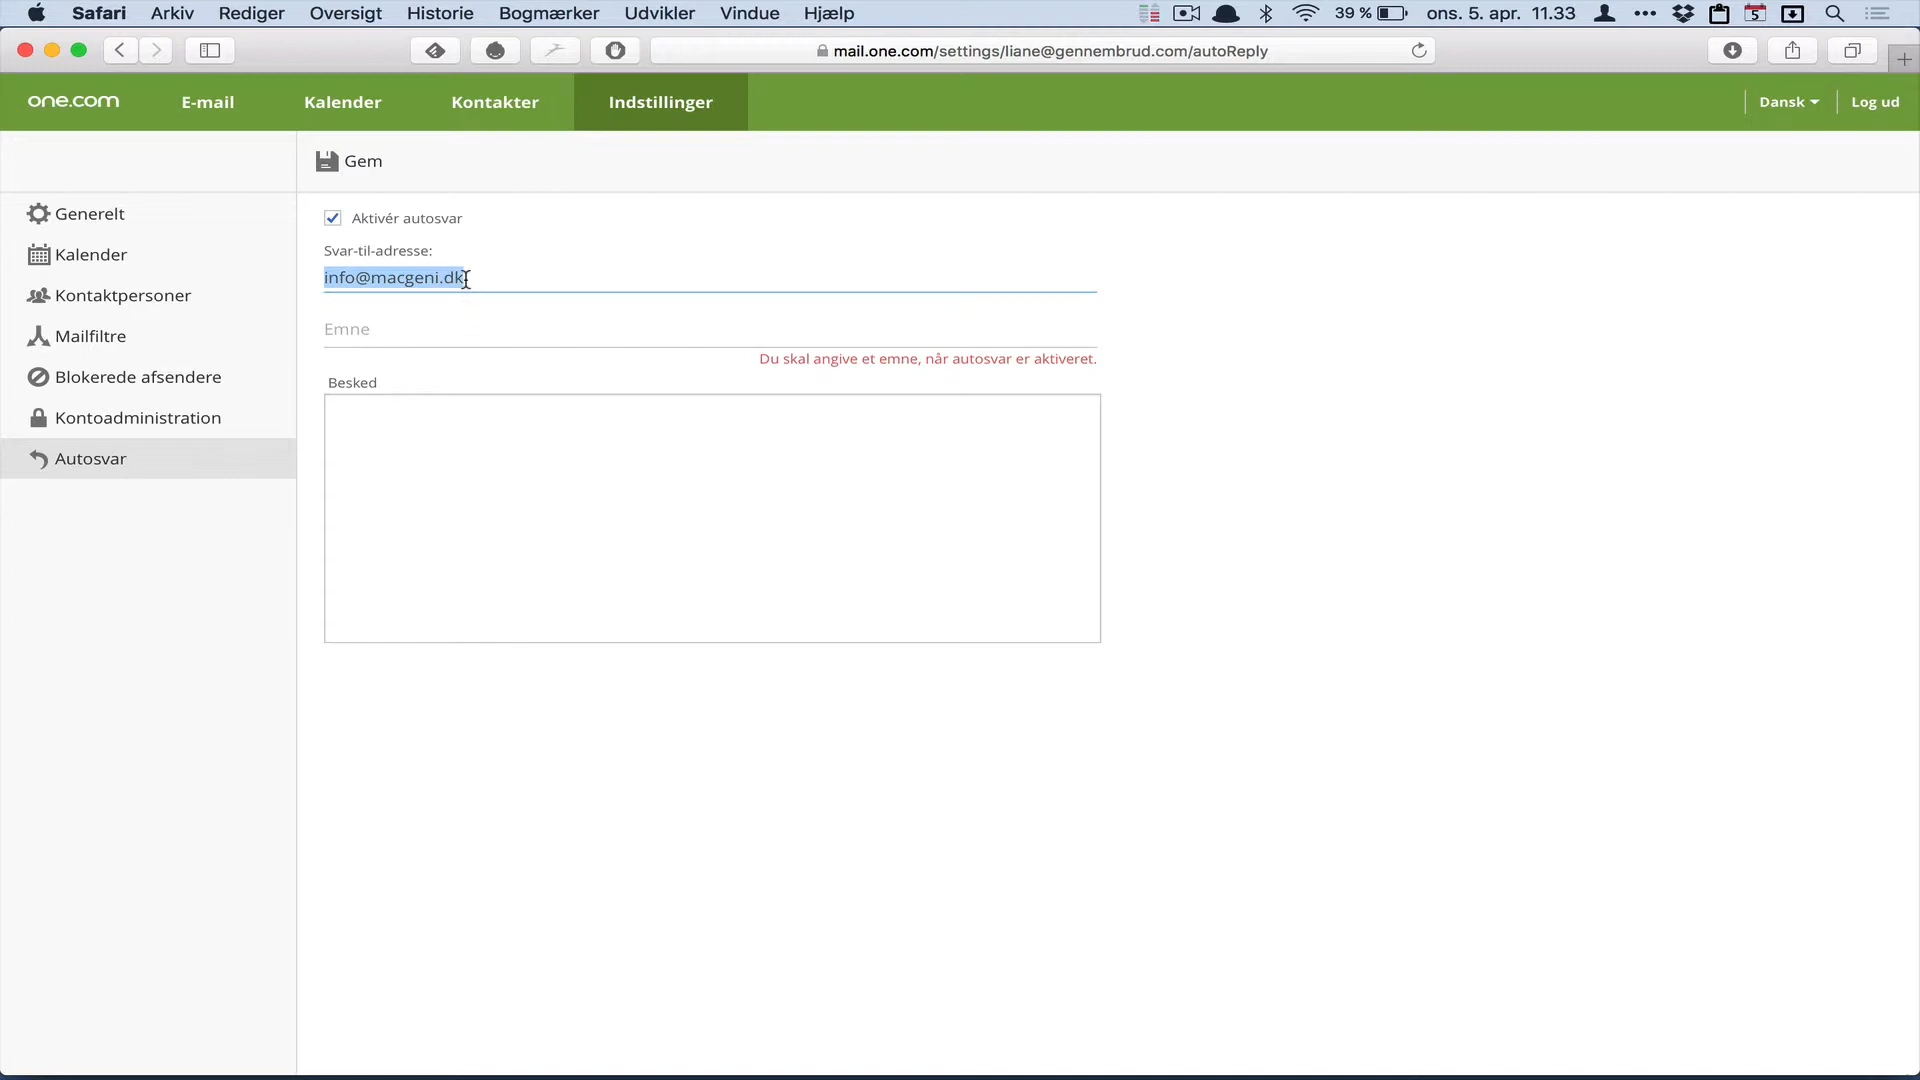 Safari Arkiv Rediger Oversigt Historie Bogmærker Udvikler Vindue Hjælp 39 % ons. 5. apr. 11.33 5
mail.one.com/settings/liane@gennembrud.com/autoReply
one.com E-mail Kalender Kontakter Indstillinger Dansk Log ud
Gem
Generelt
Kalender
Kontaktpersoner
Mailfiltre
Blokerede afsendere
Kontoadministration
Autosvar
Aktivér autosvar
Svar-til-adresse:
info@macgeni.dk
Emne
Du skal angive et emne, når autosvar er aktiveret.
Besked